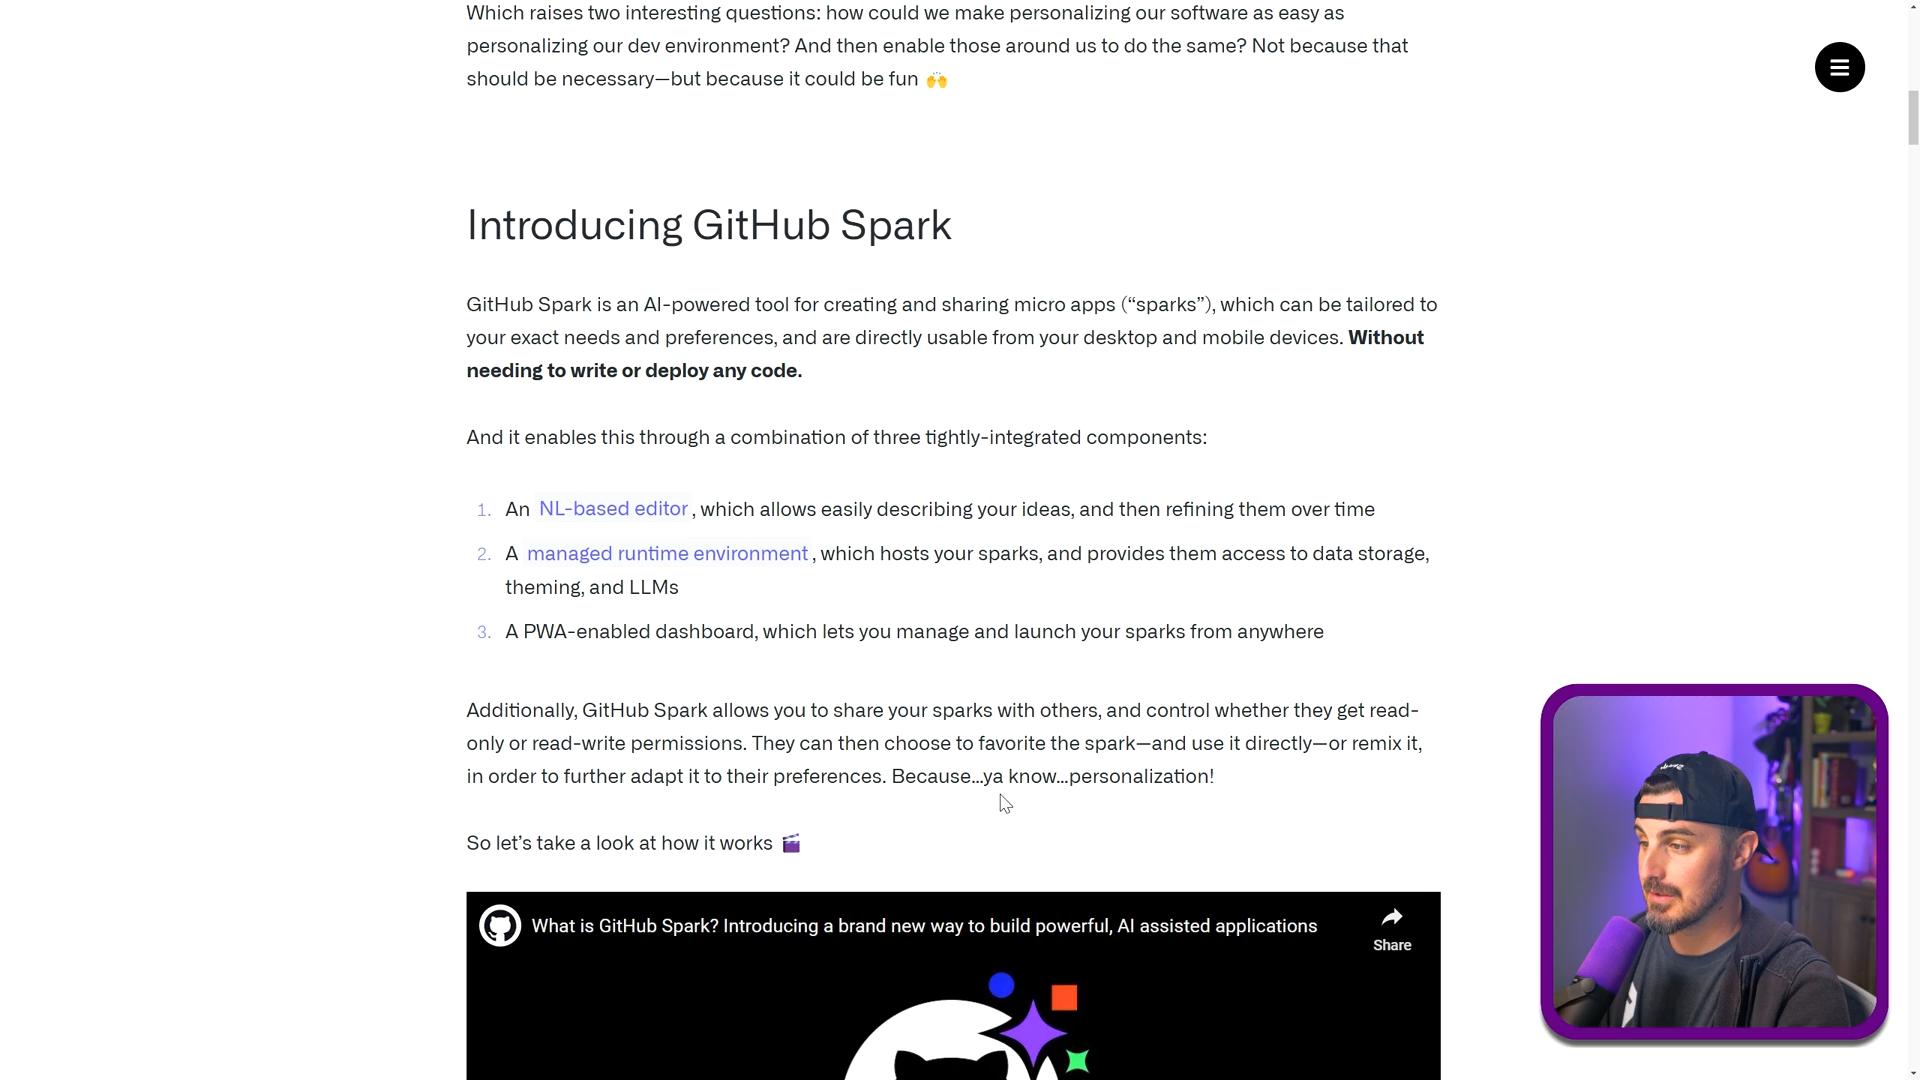 Which raises two interesting questions: how could we make personalizing our software as easy as
personalizing our dev environment? And then enable those around us to do the same? Not because that
should be necessary—but because it could be fun 🙌
Introducing GitHub Spark
GitHub Spark is an AI-powered tool for creating and sharing micro apps (“sparks”), which can be tailored to
your exact needs and preferences, and are directly usable from your desktop and mobile devices. Without
needing to write or deploy any code.
And it enables this through a combination of three tightly-integrated components:
1. An NL-based editor, which allows easily describing your ideas, and then refining them over time
2. A managed runtime environment, which hosts your sparks, and provides them access to data storage,
theming, and LLMs
3. A PWA-enabled dashboard, which lets you manage and launch your sparks from anywhere
Additionally, GitHub Spark allows you to share your sparks with others, and control whether they get read-
only or read-write permissions. They can then choose to favorite the spark—and use it directly—or remix it,
in order to further adapt it to their preferences. Because...ya know...personalization!
So let’s take a look at how it works 🎬
What is GitHub Spark? Introducing a brand new way to build powerful, AI assisted applications
Share